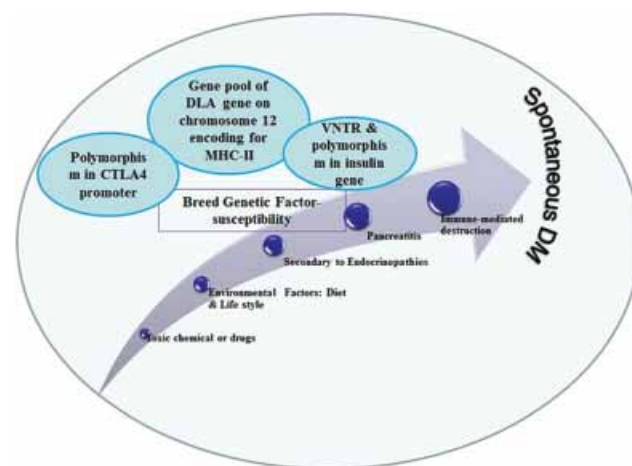 Gene pool of
DLA gene on
chromosome 12
encoding for
MHC-II
VNTR &
polymorphis
m in insulin
gene
Polymorphis
m in CTLA4
promoter
Breed Genetic Factor-
susceptibility
Spontaneous DM
Immune-mediated
destruction
Pancreatitis
Secondary to Endocrinopathies
Environmental Factors: Diet
& Life style
Toxic chemical or drugs